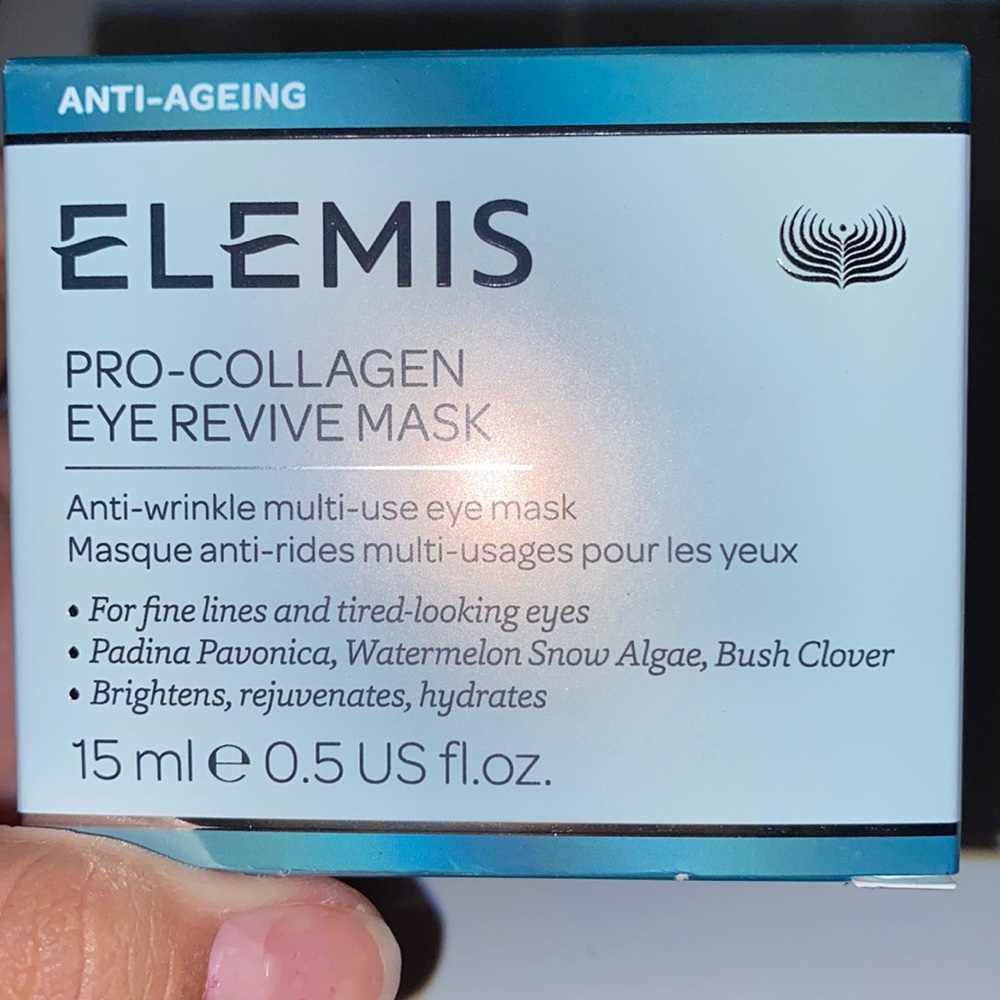 ANTI-AGEING
ELEMIS
PRO-COLLAGEN
EYE REVIVE MASK
Anti-wrinkle multi-use eye mask
Masque anti-rides multi-usages pour les yeux
• For fine lines and tired-looking eyes
• Padina Pavonica, Watermelon Snow Algae, Bush Clover
• Brightens, rejuvenates, hydrates
15 ml ℮ 0.5 US fl.oz.